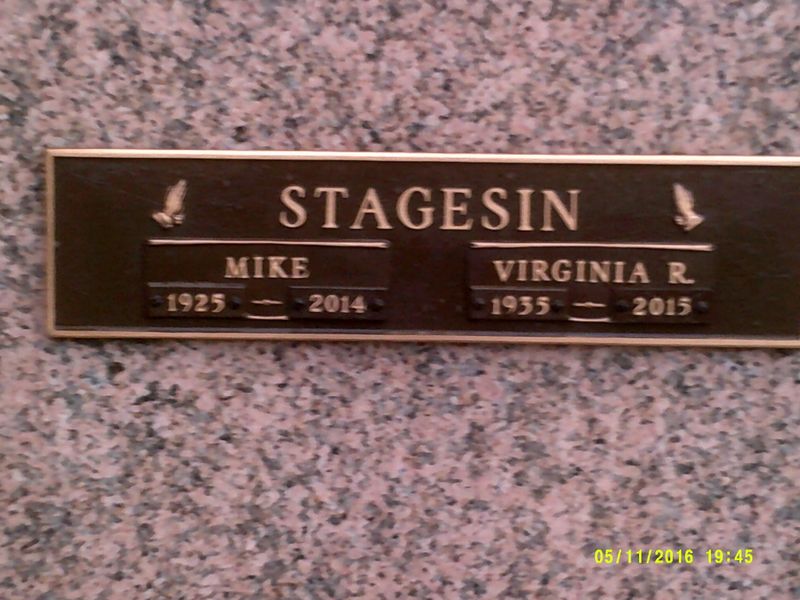 STAGESIN
MIKE
1925 – 2014
VIRGINIA R.
1935 – 2015
05/11/2016 19:45